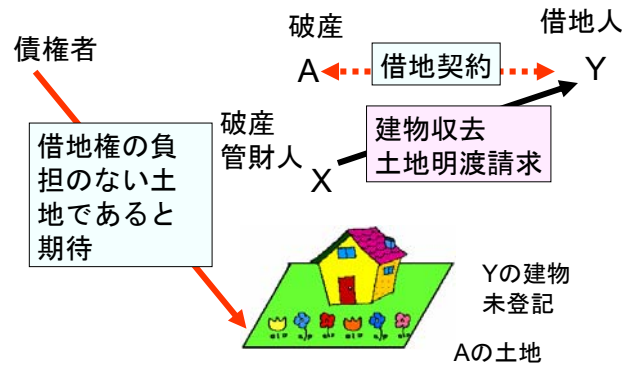 債権者
破産
A
借地契約
借地人
Y
借地権の負
担のない土
地であると
期待
破産
管財人
X
建物収去
土地明渡請求
Yの建物
未登記
Aの土地